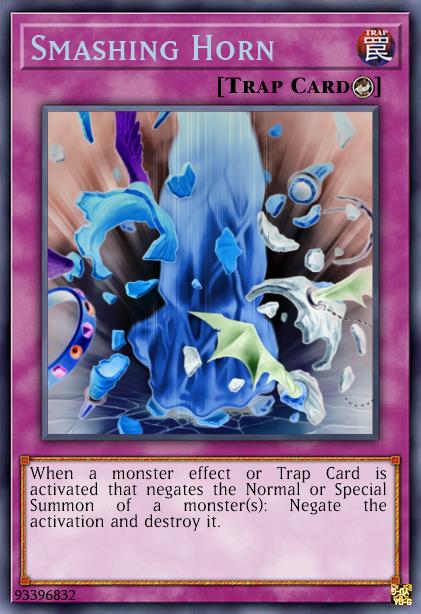 Smashing Horn
TRAP
罠
[Trap Card]
When a monster effect or Trap Card is
activated that negates the Normal or Special
Summon of a monster(s): Negate the
activation and destroy it.
93396832